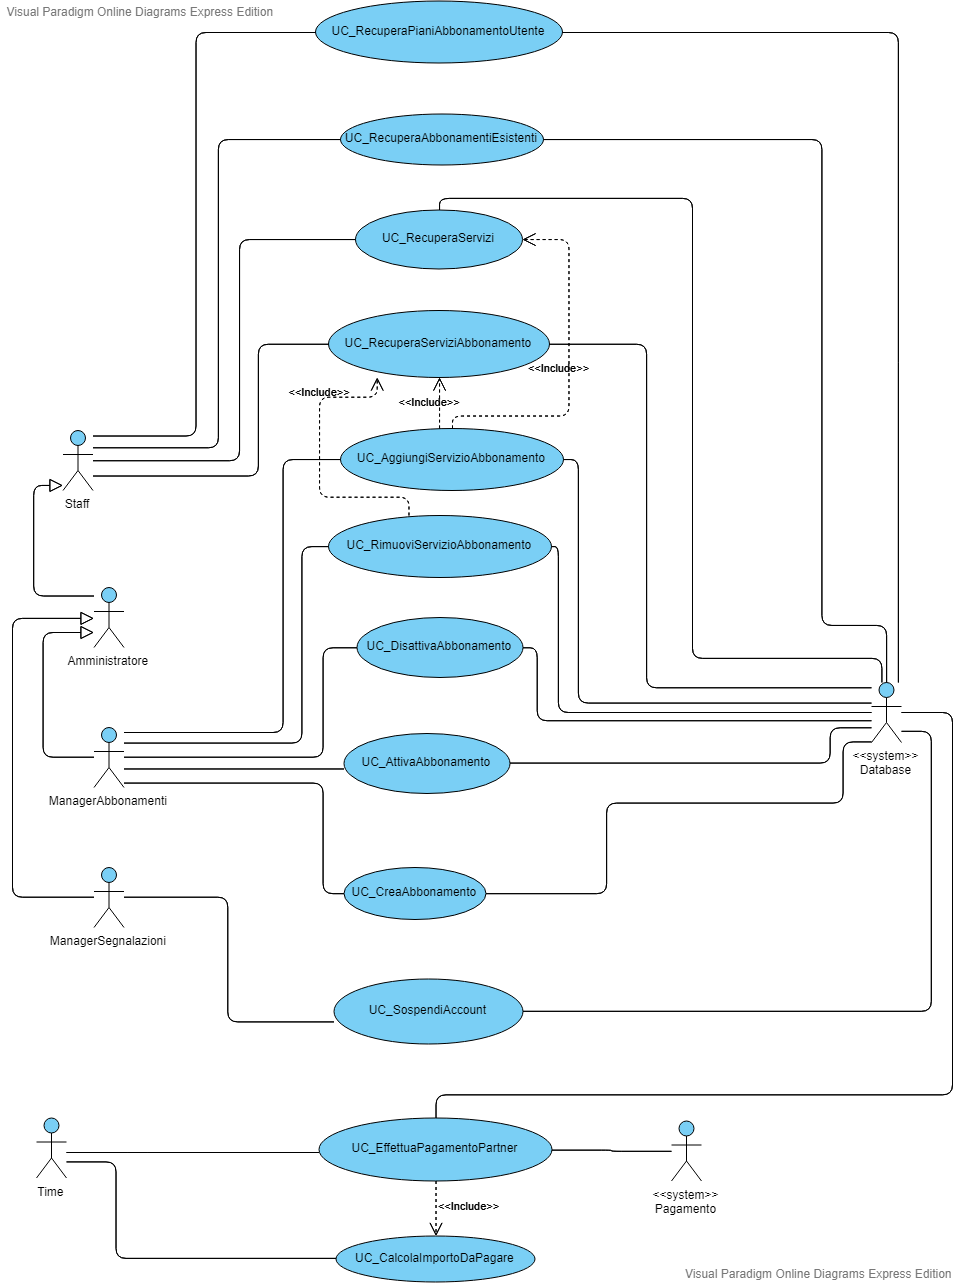 Visual Paradigm Online Diagrams Express Edition
UC_RecuperaPianiAbbonamentoUtente
UC_RecuperaAbbonamentiEsistenti
UC_RecuperaServizi
UC_RecuperaServiziAbbonamento
<<Include>>
<<Include>>
<<Include>>
UC_AggiungiServizioAbbonamento
Staff
UC_RimuoviServizioAbbonamento
UC_DisattivaAbbonamento
Amministratore
<<system>>
Database
UC_AttivaAbbonamento
ManagerAbbonamenti
UC_CreaAbbonamento
ManagerSegnalazioni
UC_SospendiAccount
UC_EffettuaPagamentoPartner
Time
<<system>>
Pagamento
<<Include>>
UC_CalcolaImportoDaPagare
Visual Paradigm Online Diagrams Express Edition